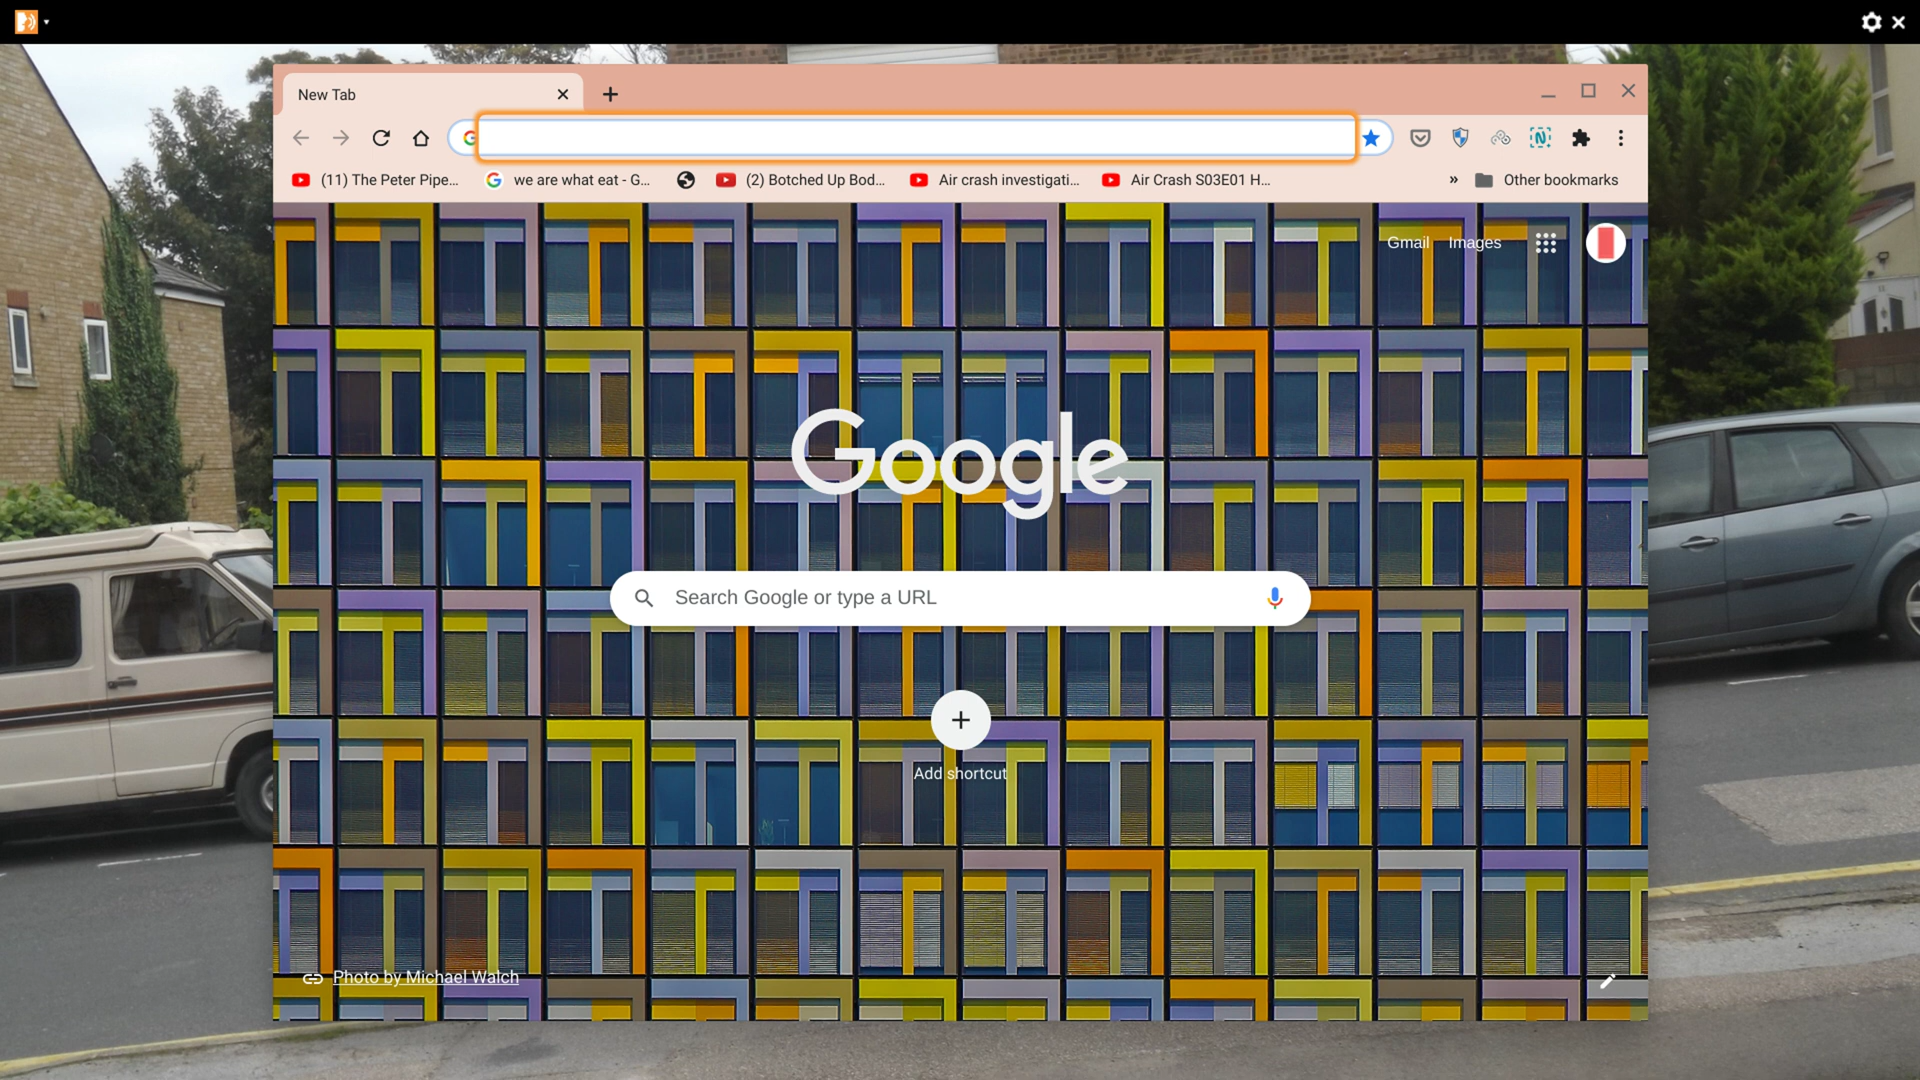 New Tab
(11) The Peter Pipe...
we are what eat - G...
(2) Botched Up Bod...
Air crash investigati...
Air Crash S03E01 H...
»
Other bookmarks
Gmail
Images
Google
Search Google or type a URL
Add shortcut
Photo by Michael Walch